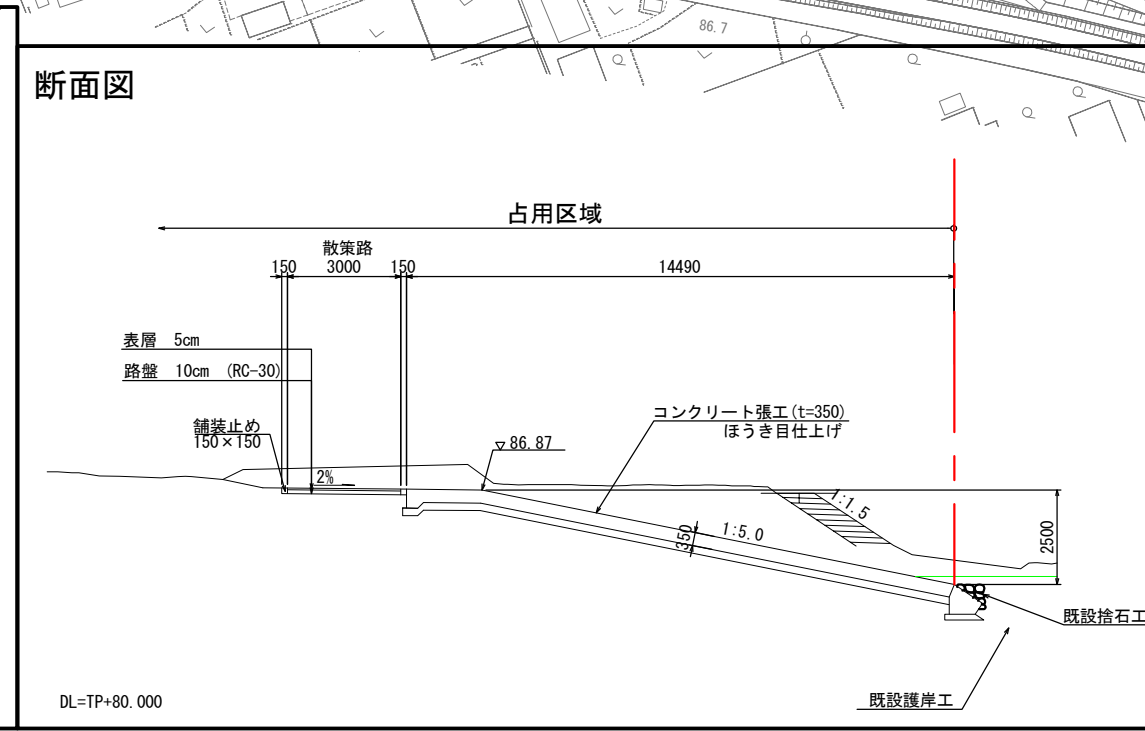 86.7
断面図
占用区域
散策路
150 3000 150 14490
表層 5cm
路盤 10cm (RC-30)
舗装止め
150×150
2%
86.87
コンクリート張工(t=350)
ほうき目仕上げ
1:1.5
1:5.0
350
2500
既設捨石工
既設護岸工
DL=TP+80.000